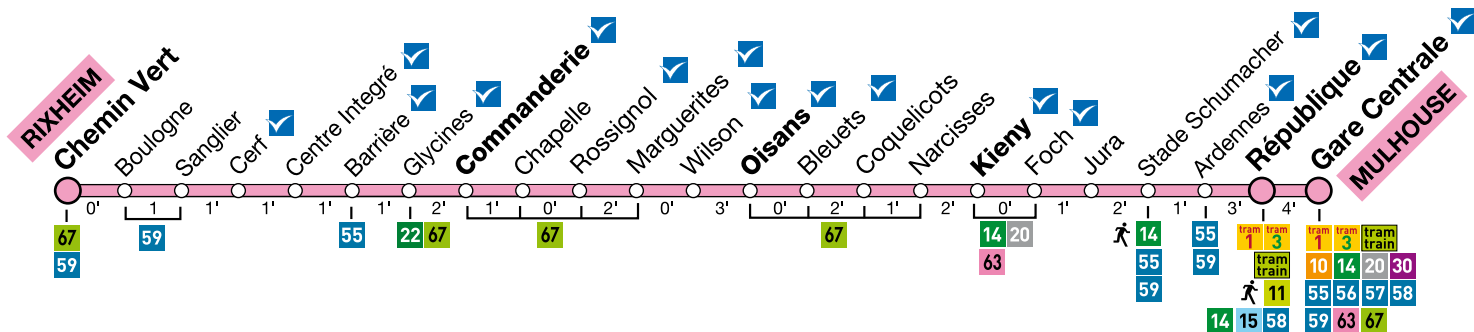 RIXHEIM
Chemin Vert
Boulogne
Sanglier
Cerf
Centre Integré
Barrière
Glycines
Commanderie
Chapelle
Rossignol
Marguerites
Wilson
Oisans
Bleuets
Coquelicots
Narcisses
Kieny
Foch
Jura
Stade Schumacher
Ardennes
République
Gare Centrale
MULHOUSE
0' 1 1' 1' 1' 1' 2' 1' 0' 2' 0' 3' 0' 2' 1' 2' 0' 1' 2' 1' 3' 4'
67
59
59
55
22 67
67
67
14 20
63
14
55
59
55
59
tram 1 tram 3
tram train
11
14 15 58
tram 1 tram 3 tram train
10 14 20 30
55 56 57 58
59 63 67